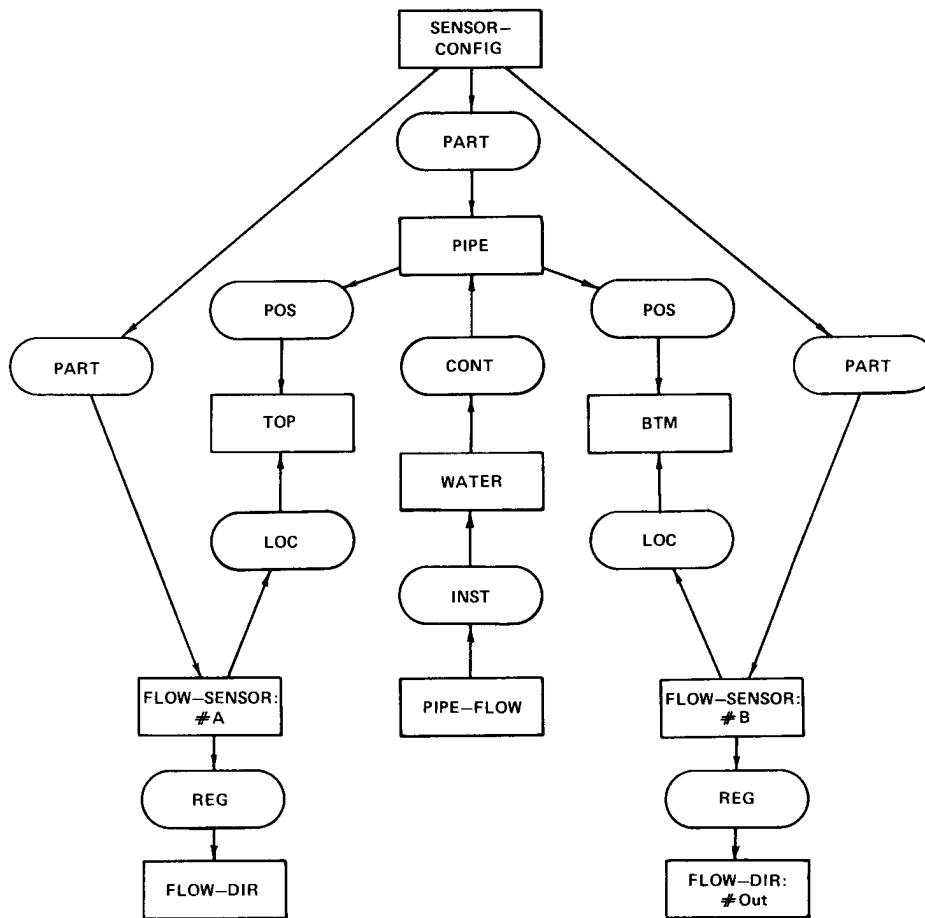 SENSOR—
CONFIG
PART
PIPE
POS
POS
PART
CONT
PART
TOP
BTM
WATER
LOC
LOC
INST
FLOW—SENSOR:
#A
PIPE—FLOW
FLOW—SENSOR:
#B
REG
REG
FLOW—DIR
FLOW—DIR:
#Out